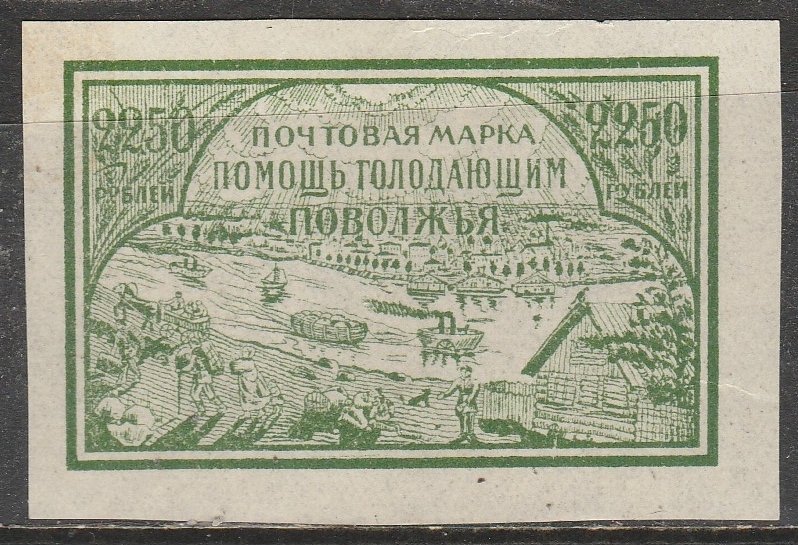 2250 ПОЧТОВАЯ МАРКА 2250
РУБЛЕЙ ПОМОЩЬ ГОЛОДАЮЩИМ РУБЛЕЙ
ПОВОЛЖЬЯ.